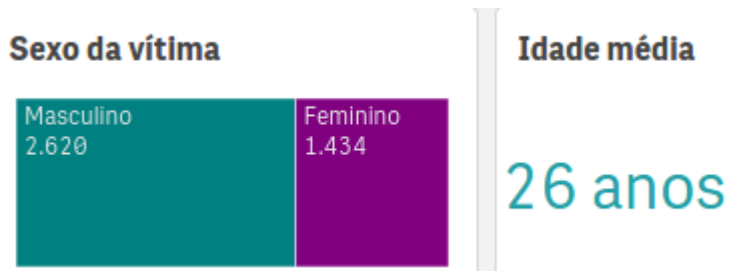 Sexo da vítima
Masculino
2.620
Feminino
1.434
Idade média
26 anos